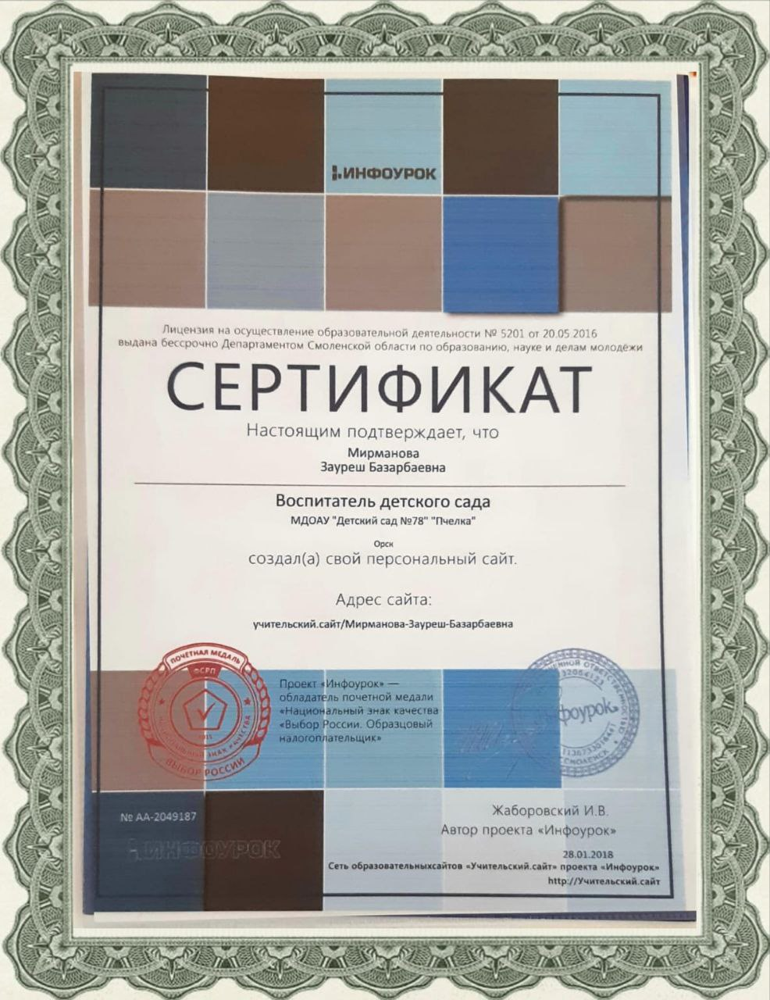 ИНФОУРОК
Лицензия на осуществление образовательной деятельности № 5201 от 20.05.2016
выдана бессрочно Департаментом Смоленской области по образованию, науке и делам молодёжи
СЕРТИФИКАТ
Настоящим подтверждает, что
Мирманова
Зауреш Базарбаевна
Воспитатель детского сада
МДОАУ "Детский сад №78" "Пчелка"
Орск
создал(а) свой персональный сайт.
Адрес сайта:
учительский.сайт/Мирманова-Зауреш-Базарбаевна
ПОЧЕТНАЯ МЕДАЛЬ
ФСРП
НАЦИОНАЛЬНЫЙ ЗНАК КАЧЕСТВА
ВЫБОР РОССИИ
Проект «Инфоурок» —
обладатель почетной медали
«Национальный знак качества
«Выбор России. Образцовый
налогоплательщик»
ответственностью
Инфоурок
Смоленск
№ АА-2049187
ИНФОУРОК
Жаборовский И.В.
Автор проекта «Инфоурок»
28.01.2018
Сеть образовательныхсайтов «Учительский.сайт» проекта «Инфоурок»
http://Учительский.сайт